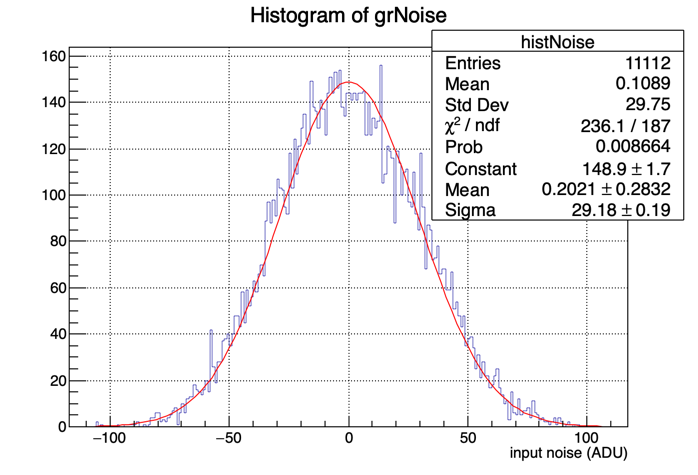 Histogram of grNoise
histNoise
Entries 11112
Mean 0.1089
Std Dev 29.75
χ² / ndf 236.1 / 187
Prob 0.008664
Constant 148.9 ± 1.7
Mean 0.2021 ± 0.2832
Sigma 29.18 ± 0.19
160
140
120
100
80
60
40
20
0
−100 −50 0 50 100
input noise (ADU)